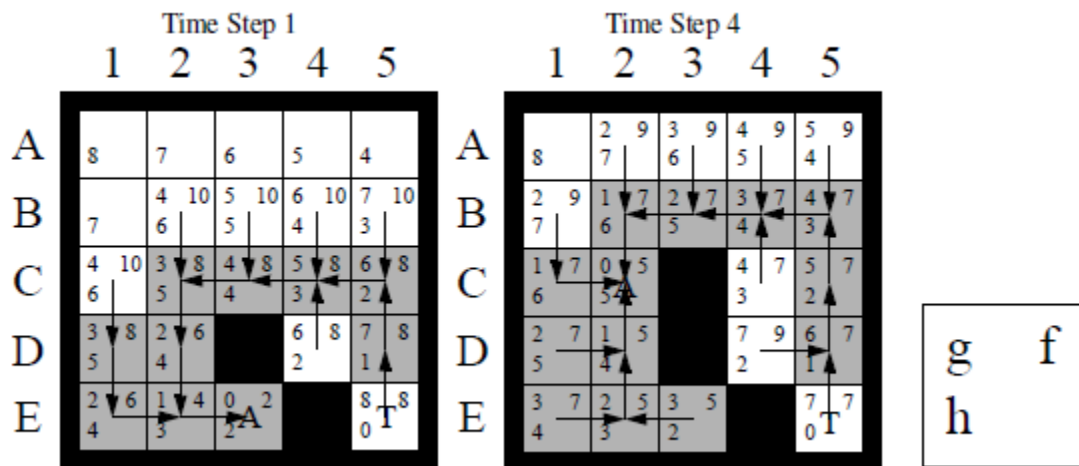 Time Step 1
1 2 3 4 5
A
8 7 6 5 4
B
4 10 5 10 6 10 7 10
7 6 5 4 3
C
4 10 3 8 4 8 5 8 6 8
6 5 4 3 2
D
3 8 2 6 6 8 7 8
5 4 2 1
E
2 6 1 4 0 A 2 8 T 8
4 3 2 0
Time Step 4
1 2 3 4 5
A
2 9 3 9 4 9 5 9
8 7 6 5 4
B
2 9 1 7 2 7 3 7 4 7
7 6 5 4 3
C
1 7 0 5 4 7 5 7
6 5 A 3 2
D
2 7 1 5 7 9 6 7
5 4 2 1
E
3 7 2 5 3 5 7 T 7
4 3 2 0
g f
h